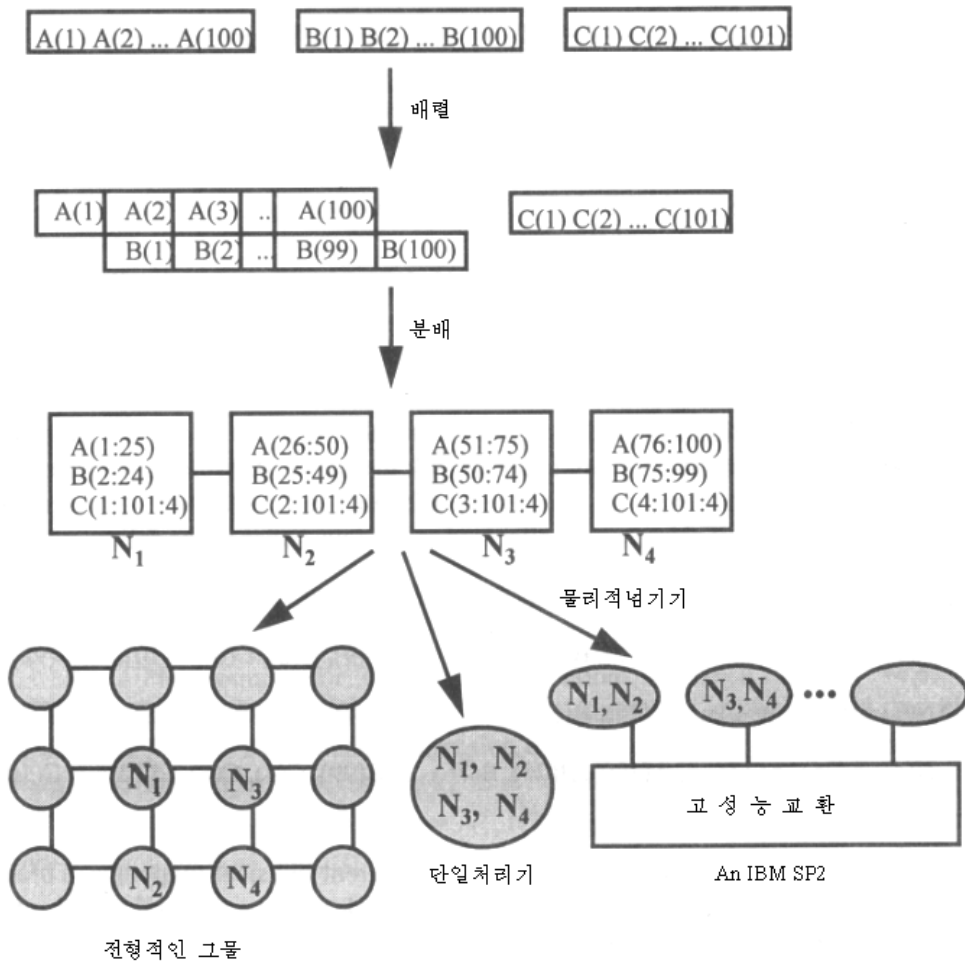 A(1) A(2) ... A(100)
B(1) B(2) ... B(100)
C(1) C(2) ... C(101)
배렬
A(1) A(2) A(3) .. A(100)
B(1) B(2) ... B(99) B(100)
C(1) C(2) ... C(101)
분배
A(1:25)
B(2:24)
C(1:101:4)
N1
A(26:50)
B(25:49)
C(2:101:4)
N2
A(51:75)
B(50:74)
C(3:101:4)
N3
A(76:100)
B(75:99)
C(4:101:4)
N4
물리적넘기기
N1 N3
N2 N4
전형적인 그물
N1, N2
N3, N4
단일처리기
N1,N2
N3,N4
•••
고성능교환
An IBM SP2